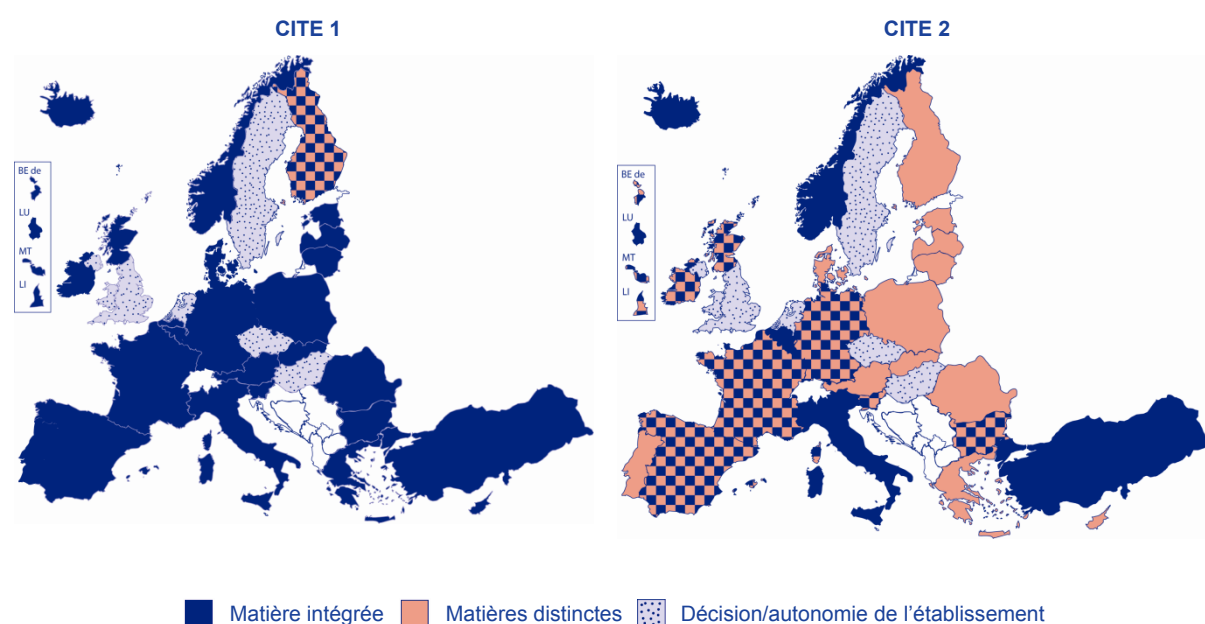 CITE 1
CITE 2
BE de
LU
MT
LI
BE de
LU
MT
LI
Matière intégrée
Matières distinctes
Décision/autonomie de l'établissement